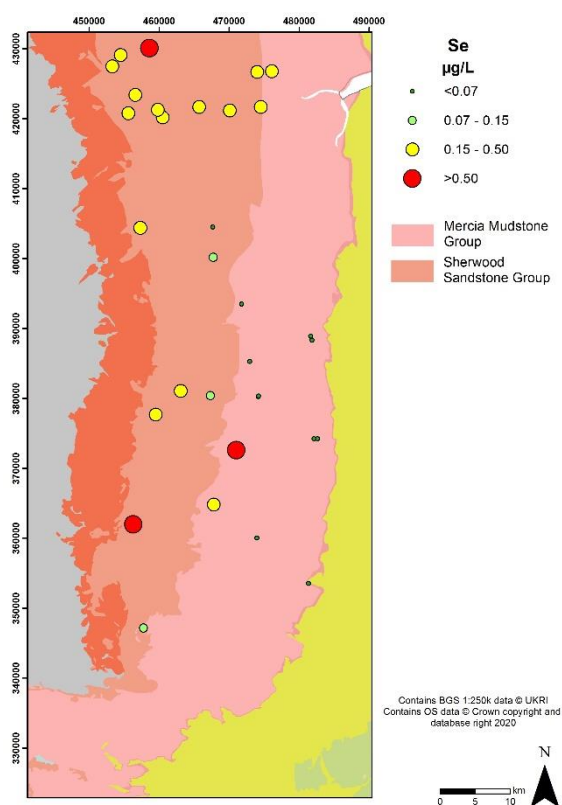 450000 460000 470000 480000 490000
430000
420000
410000
400000
390000
380000
370000
360000
350000
340000
330000
Se
µg/L
<0.07
0.07 - 0.15
0.15 - 0.50
>0.50
Mercia Mudstone
Group
Sherwood
Sandstone Group
Contains BGS 1:250k data © UKRI
Contains OS data © Crown copyright and
database right 2020
N
km
0 5 10